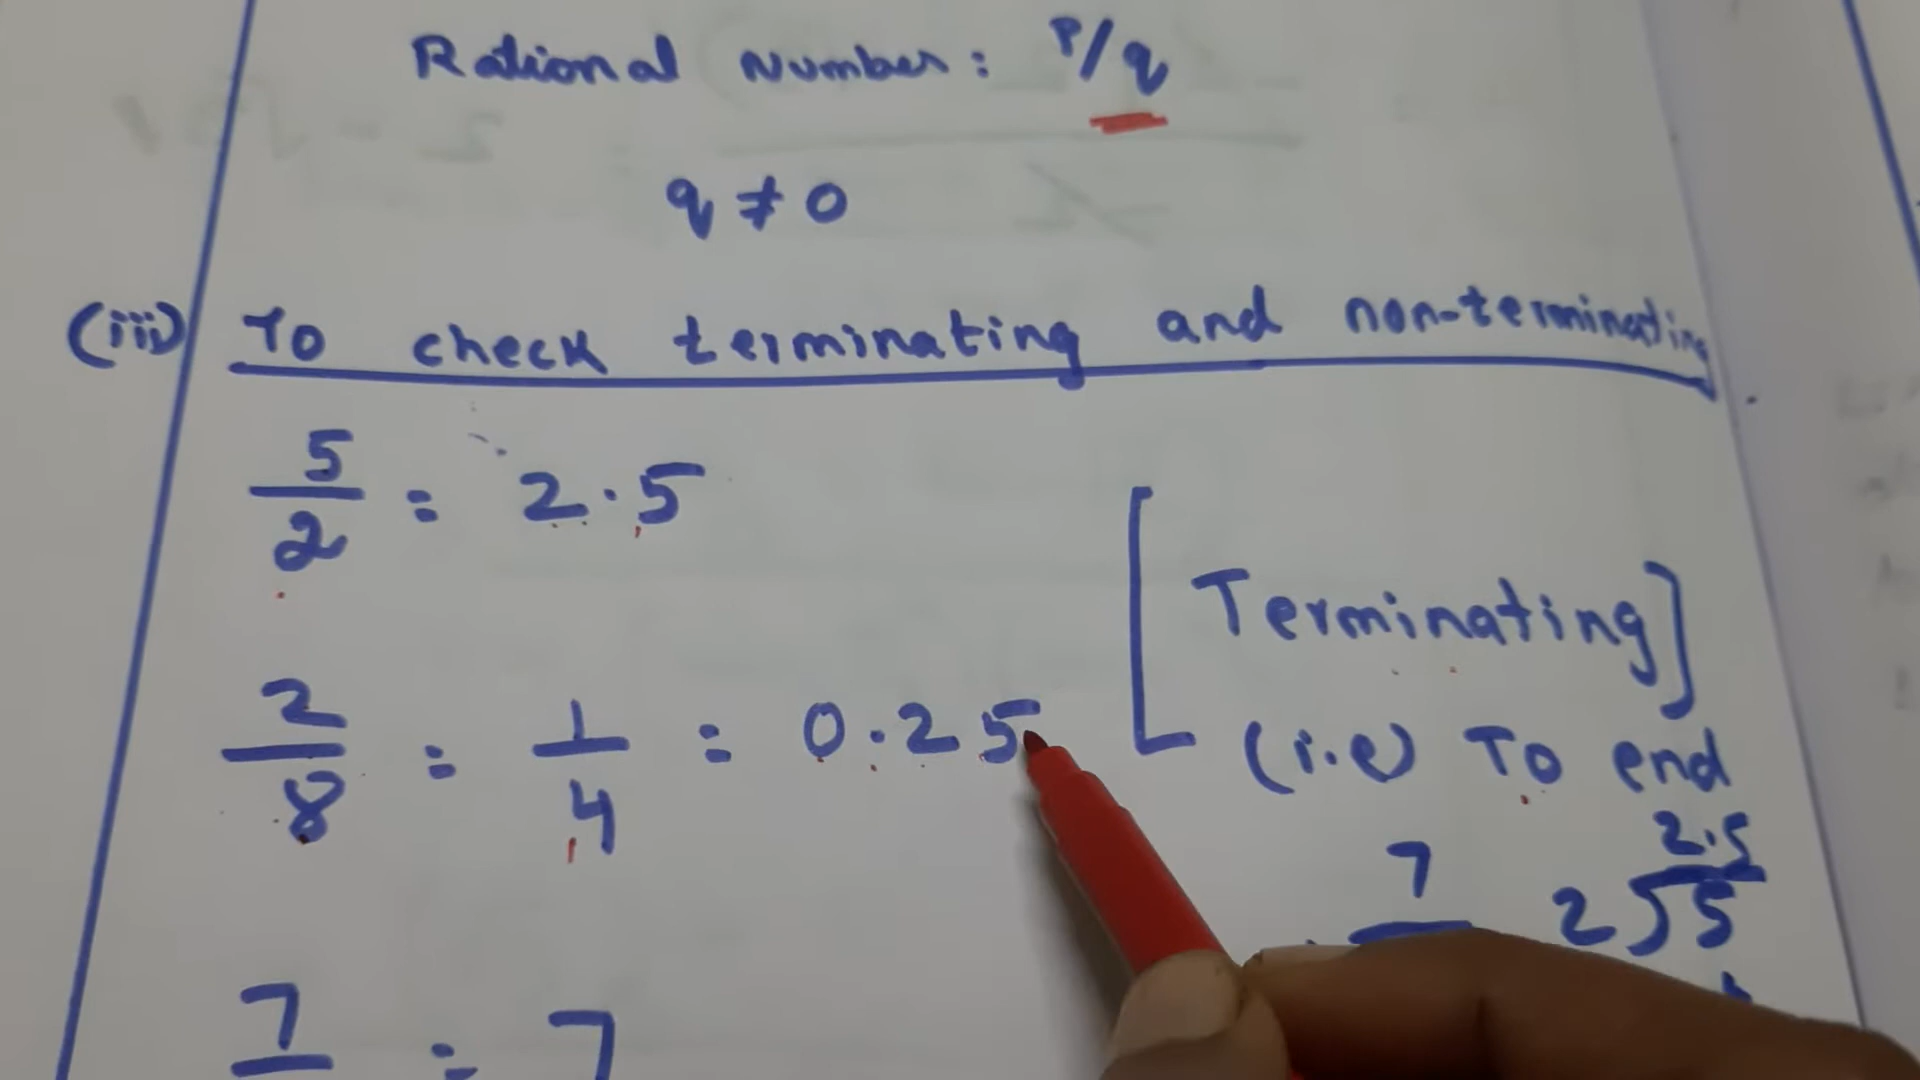 Rational Number: P/q
q ≠ 0
(iii) To check terminating and non-terminating.
5/2 = 2.5
[Terminating]
(i.e) To end
2/8 = 1/4 = 0.25
7
2.5
2 5
7 = 7